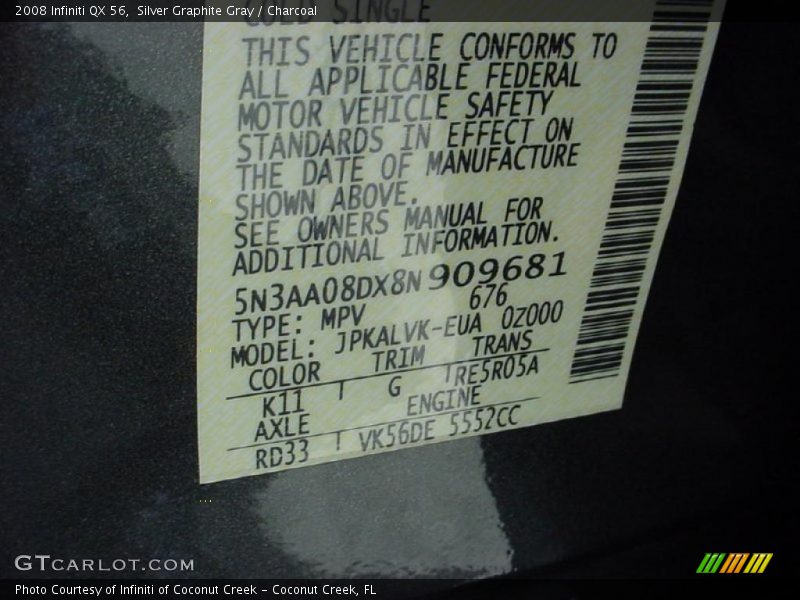 2008 Infiniti QX 56,  Silver Graphite Gray / Charcoal
COLD SINGLE
THIS VEHICLE CONFORMS TO
ALL APPLICABLE FEDERAL
MOTOR VEHICLE SAFETY
STANDARDS IN EFFECT ON
THE DATE OF MANUFACTURE
SHOWN ABOVE.
SEE OWNERS MANUAL FOR
ADDITIONAL INFORMATION.
5N3AA08DX8N909681
TYPE: MPV 676
MODEL: JPKALVK-EUA 0Z000
COLOR TRIM TRANS
K11 G RE5R05A
AXLE ENGINE
RD33 VK56DE 5552CC
GTCARLOT.COM
Photo Courtesy of Infiniti of Coconut Creek – Coconut Creek, FL